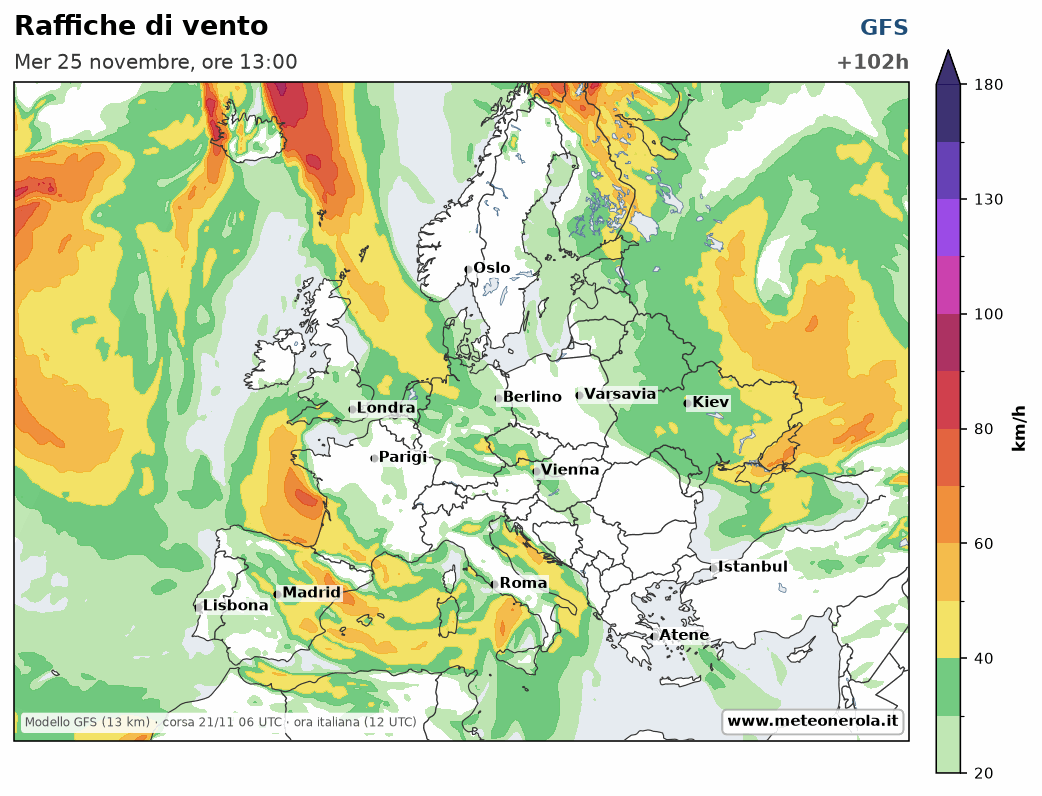 Raffiche di vento
GFS
Mer 25 novembre, ore 13:00
+102h
180
130
100
80
60
40
20
km/h
Oslo
Berlino
Varsavia
Kiev
Londra
Parigi
Vienna
Istanbul
Roma
Madrid
Lisbona
Atene
Modello GFS (13 km) · corsa 21/11 06 UTC · ora italiana (12 UTC)
www.meteonerola.it